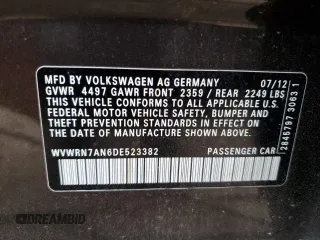 MFD BY VOLKSWAGEN AG GERMANY 07/12
GVWR 4497 GAWR FRONT 2359 / REAR 2249 LBS
THIS VEHICLE CONFORMS TO ALL APPLICABLE U.S.
FEDERAL MOTOR VEHICLE SAFETY, BUMPER, AND
THEFT PREVENTION STANDARDS IN EFFECT ON THE
DATE OF MANUFACTURE SHOWN ABOVE.
WVWRN7AN6DE523382 PASSENGER CAR
2845797 3063 1
DREAMBID